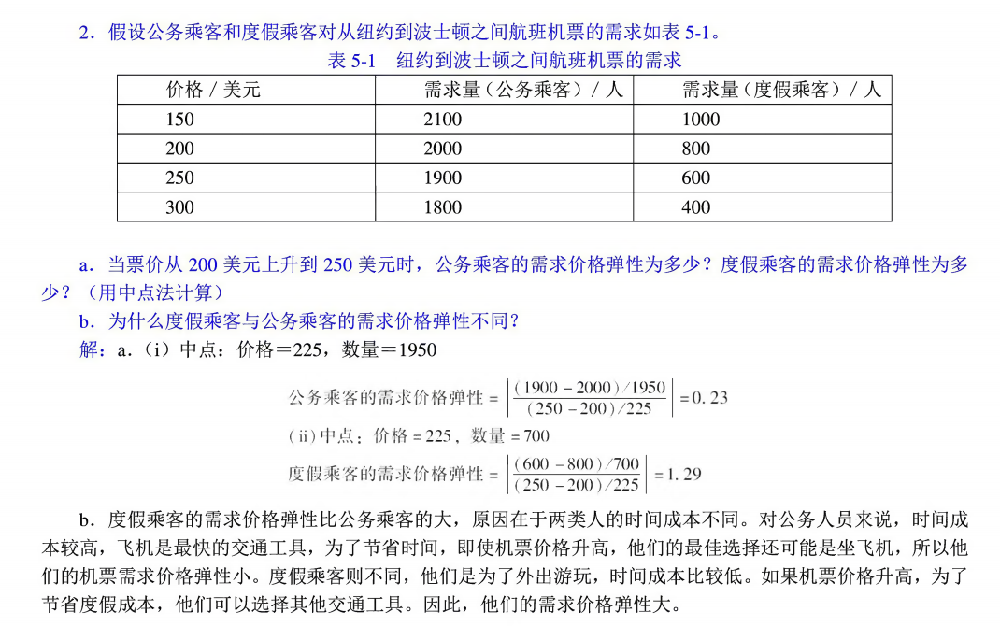 2．假设公务乘客和度假乘客对从纽约到波士顿之间航班机票的需求如表 5-1。
表 5-1　纽约到波士顿之间航班机票的需求
价格 / 美元　需求量（公务乘客）/ 人　需求量（度假乘客）/ 人
150　2100　1000
200　2000　800
250　1900　600
300　1800　400
a．当票价从 200 美元上升到 250 美元时，公务乘客的需求价格弹性为多少？度假乘客的需求价格弹性为多
少？（用中点法计算）
b．为什么度假乘客与公务乘客的需求价格弹性不同？
解：a．（i）中点：价格＝225，数量＝1950
公务乘客的需求价格弹性 = |(1900 - 2000)/1950 / (250 - 200)/225| = 0.23
(ii) 中点：价格 = 225，数量 = 700
度假乘客的需求价格弹性 = |(600 - 800)/700 / (250 - 200)/225| = 1.29
b．度假乘客的需求价格弹性比公务乘客的大，原因在于两类人的时间成本不同。对公务人员来说，时间成
本较高，飞机是最快的交通工具，为了节省时间，即使机票价格升高，他们的最佳选择还可能是坐飞机，所以他
们的机票需求价格弹性小。度假乘客则不同，他们是为了外出游玩，时间成本比较低。如果机票价格升高，为了
节省度假成本，他们可以选择其他交通工具。因此，他们的需求价格弹性大。